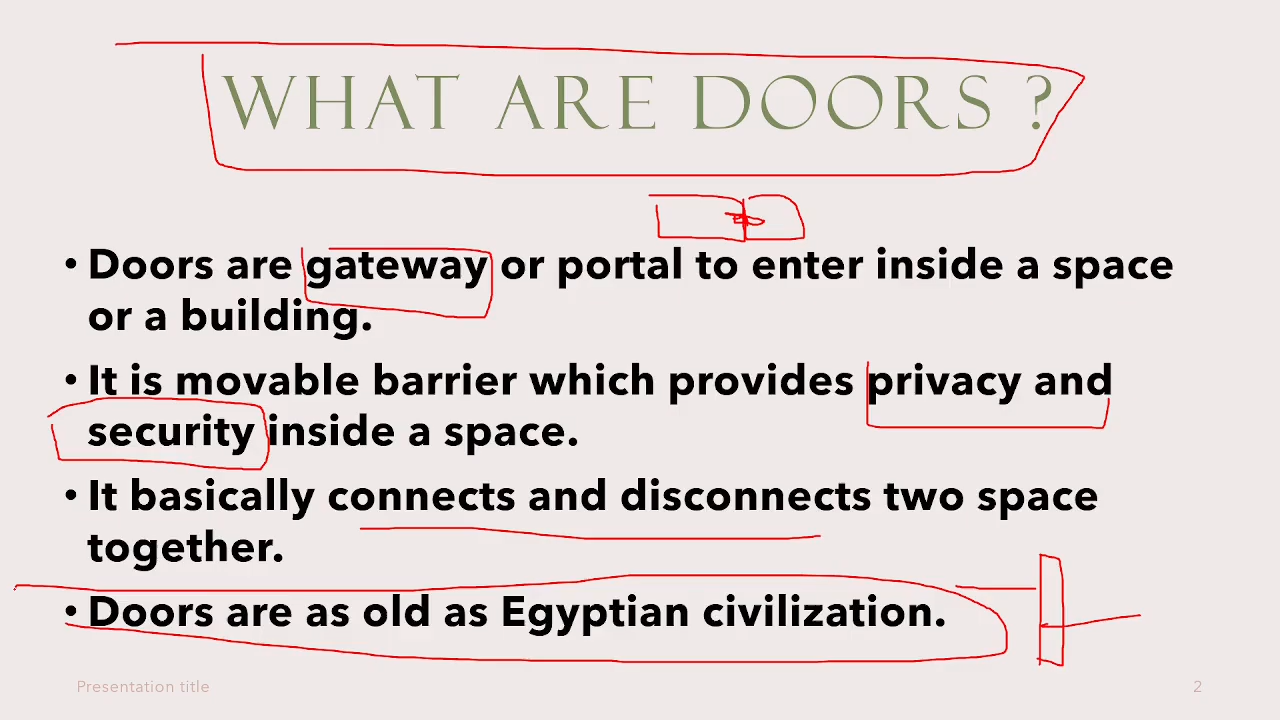 WHAT ARE DOORS ?
• Doors are gateway or portal to enter inside a space
or a building.
• It is movable barrier which provides privacy and
security inside a space.
• It basically connects and disconnects two space
together.
• Doors are as old as Egyptian civilization.
Presentation title
2